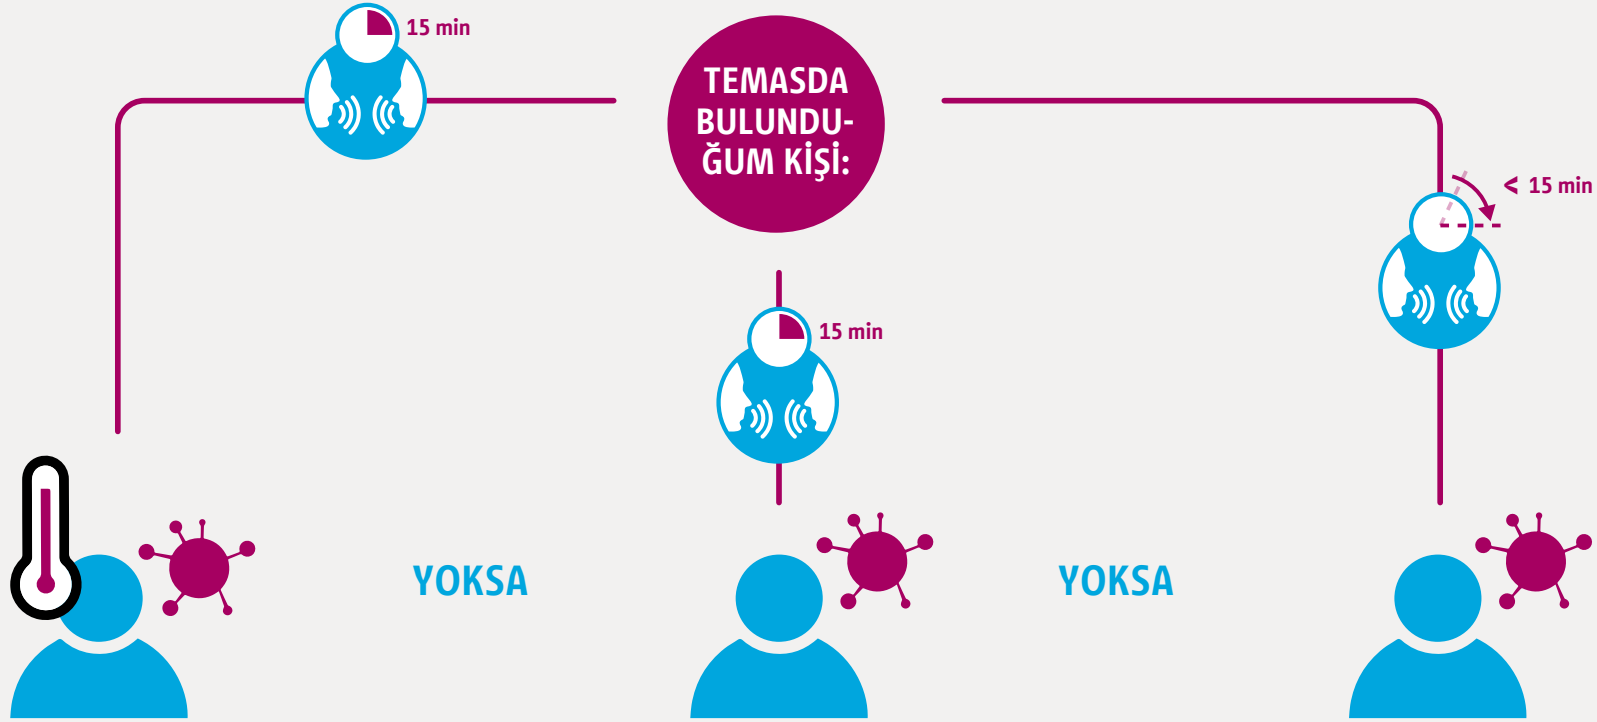 15 min
TEMASDA
BULUNDU-
ĞUM KİŞİ:
< 15 min
15 min
YOKSA
YOKSA